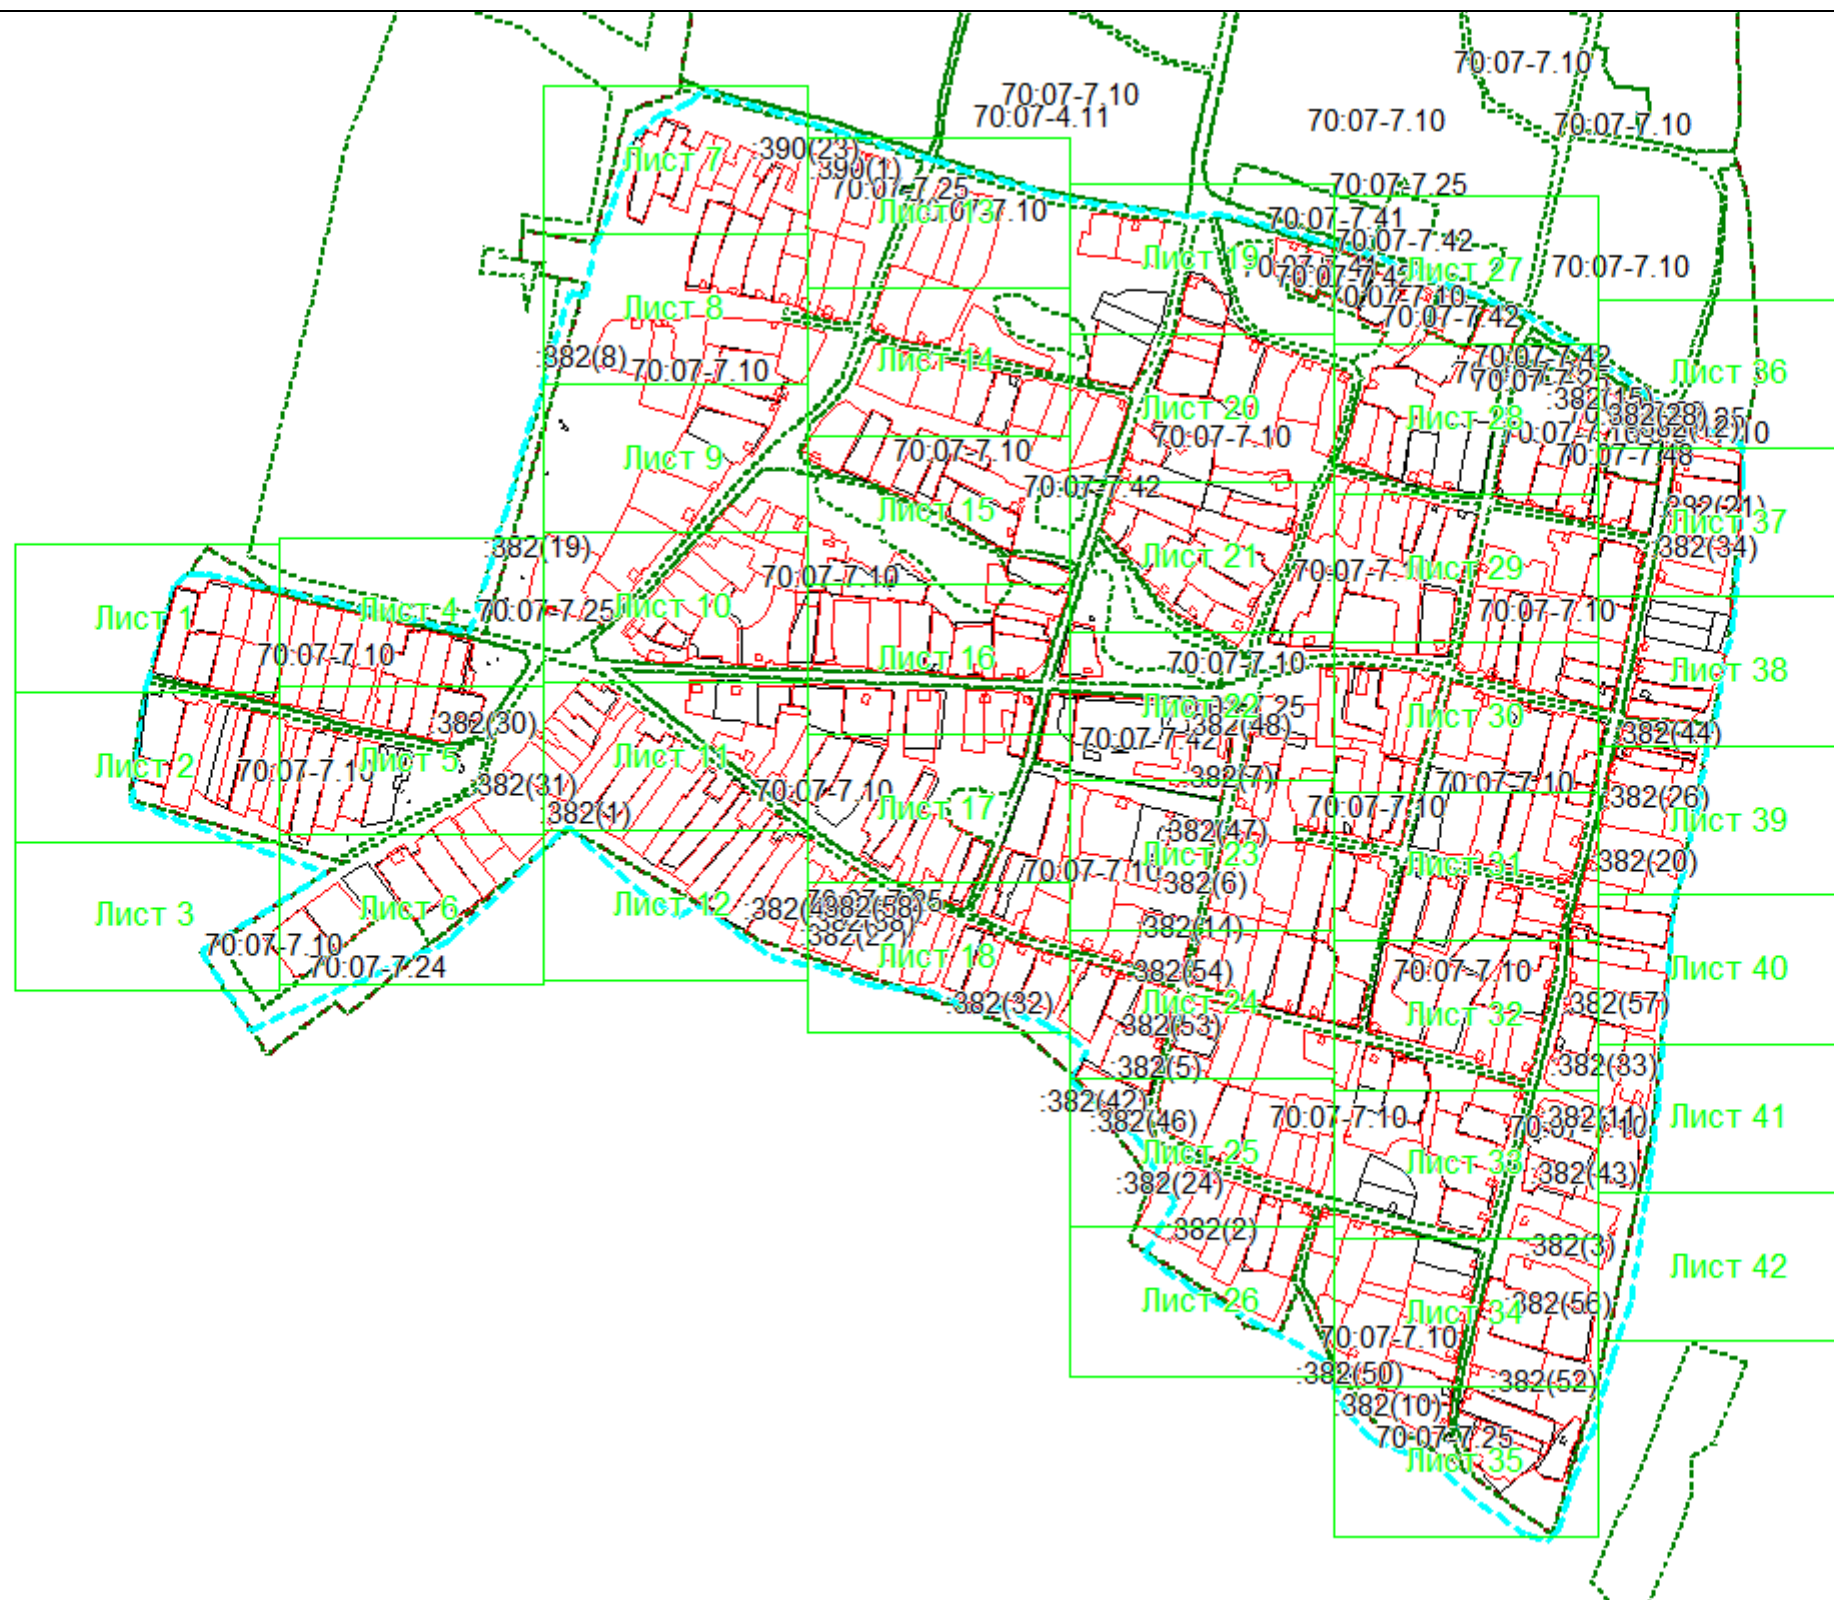 70:07-7.10
70:07-7.10
70:07-4.11
70:07-7.10
70:07-7.10
:390(23)
Лист 7
:390(1)
70:07-7.25
70:07-7.25
Лист 13
70:07-7.41
70:07-7.42
Лист 19
Лист 27
70:07-7.10
70:07-7.10
Лист 8
70:07-7.42
:382(8)
70:07-7.10
Лист 14
70:07-7.42
Лист 36
Лист 20
70:07-7.10
Лист 28
:382(28)
70:07-7.48
Лист 9
70:07-7.10
70:07-7.42
Лист 15
:382(21)
Лист 37
:382(34)
:382(19)
Лист 21
Лист 29
70:07-7.10
Лист 1
Лист 4
70:07-7.25
Лист 10
70:07-7.10
70:07-7.10
Лист 16
70:07-7.10
Лист 38
Лист 22
:382(48)
Лист 30
:382(30)
:382(44)
70:07-7.42
Лист 2
Лист 5
Лист 11
:382(7)
70:07-7.10
:382(31)
70:07-7.10
70:07-7.10
:382(26)
:382(1)
Лист 17
:382(47)
Лист 39
Лист 23
Лист 31
:382(20)
70:07-7.10
:382(6)
Лист 3
Лист 6
Лист 12
:382(14)
70:07-7.10
Лист 18
:382(54)
70:07-7.10
Лист 40
70:07-7.24
:382(32)
Лист 24
Лист 32
:382(57)
:382(53)
:382(5)
:382(33)
:382(42)
:382(46)
70:07-7.10
:382(11)
Лист 41
Лист 25
Лист 33
:382(43)
:382(24)
:382(2)
:382(3)
Лист 42
Лист 26
Лист 34
:382(56)
70:07-7.10
:382(50)
:382(52)
:382(10)
70:07-7.25
Лист 35